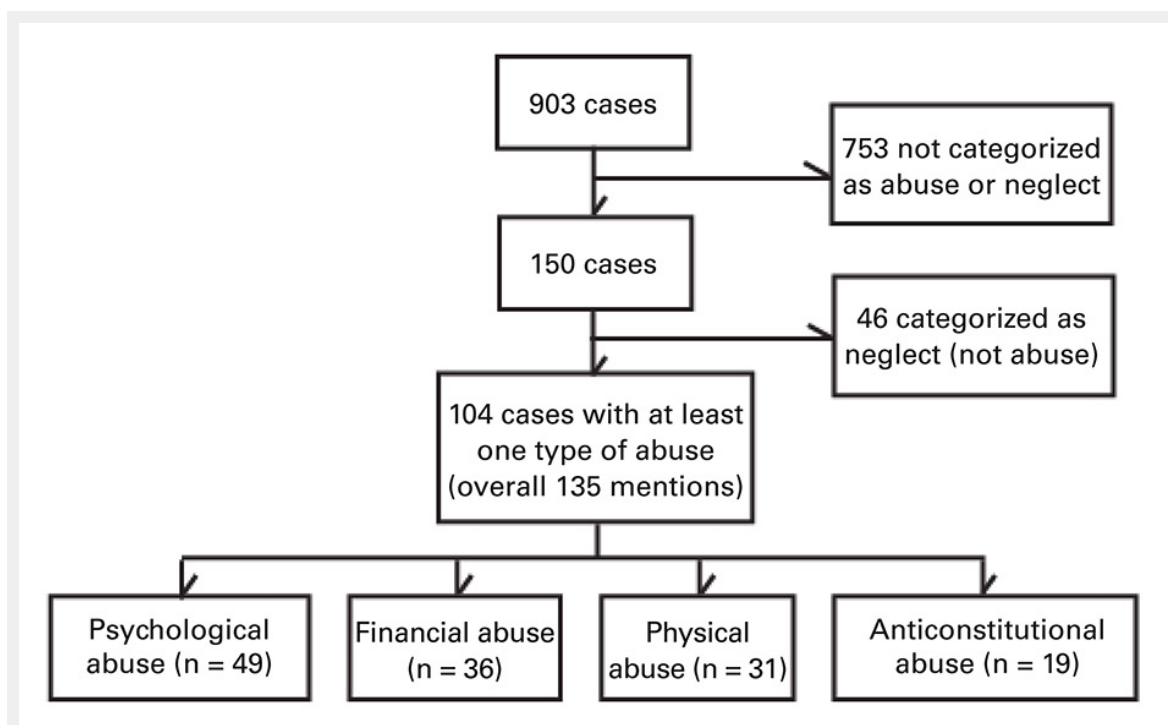 903 cases
753 not categorized
as abuse or neglect
150 cases
46 categorized as
neglect (not abuse)
104 cases with at least
one type of abuse
(overall 135 mentions)
Psychological
abuse (n = 49)
Financial abuse
(n = 36)
Physical
abuse (n = 31)
Anticonstitutional
abuse (n = 19)